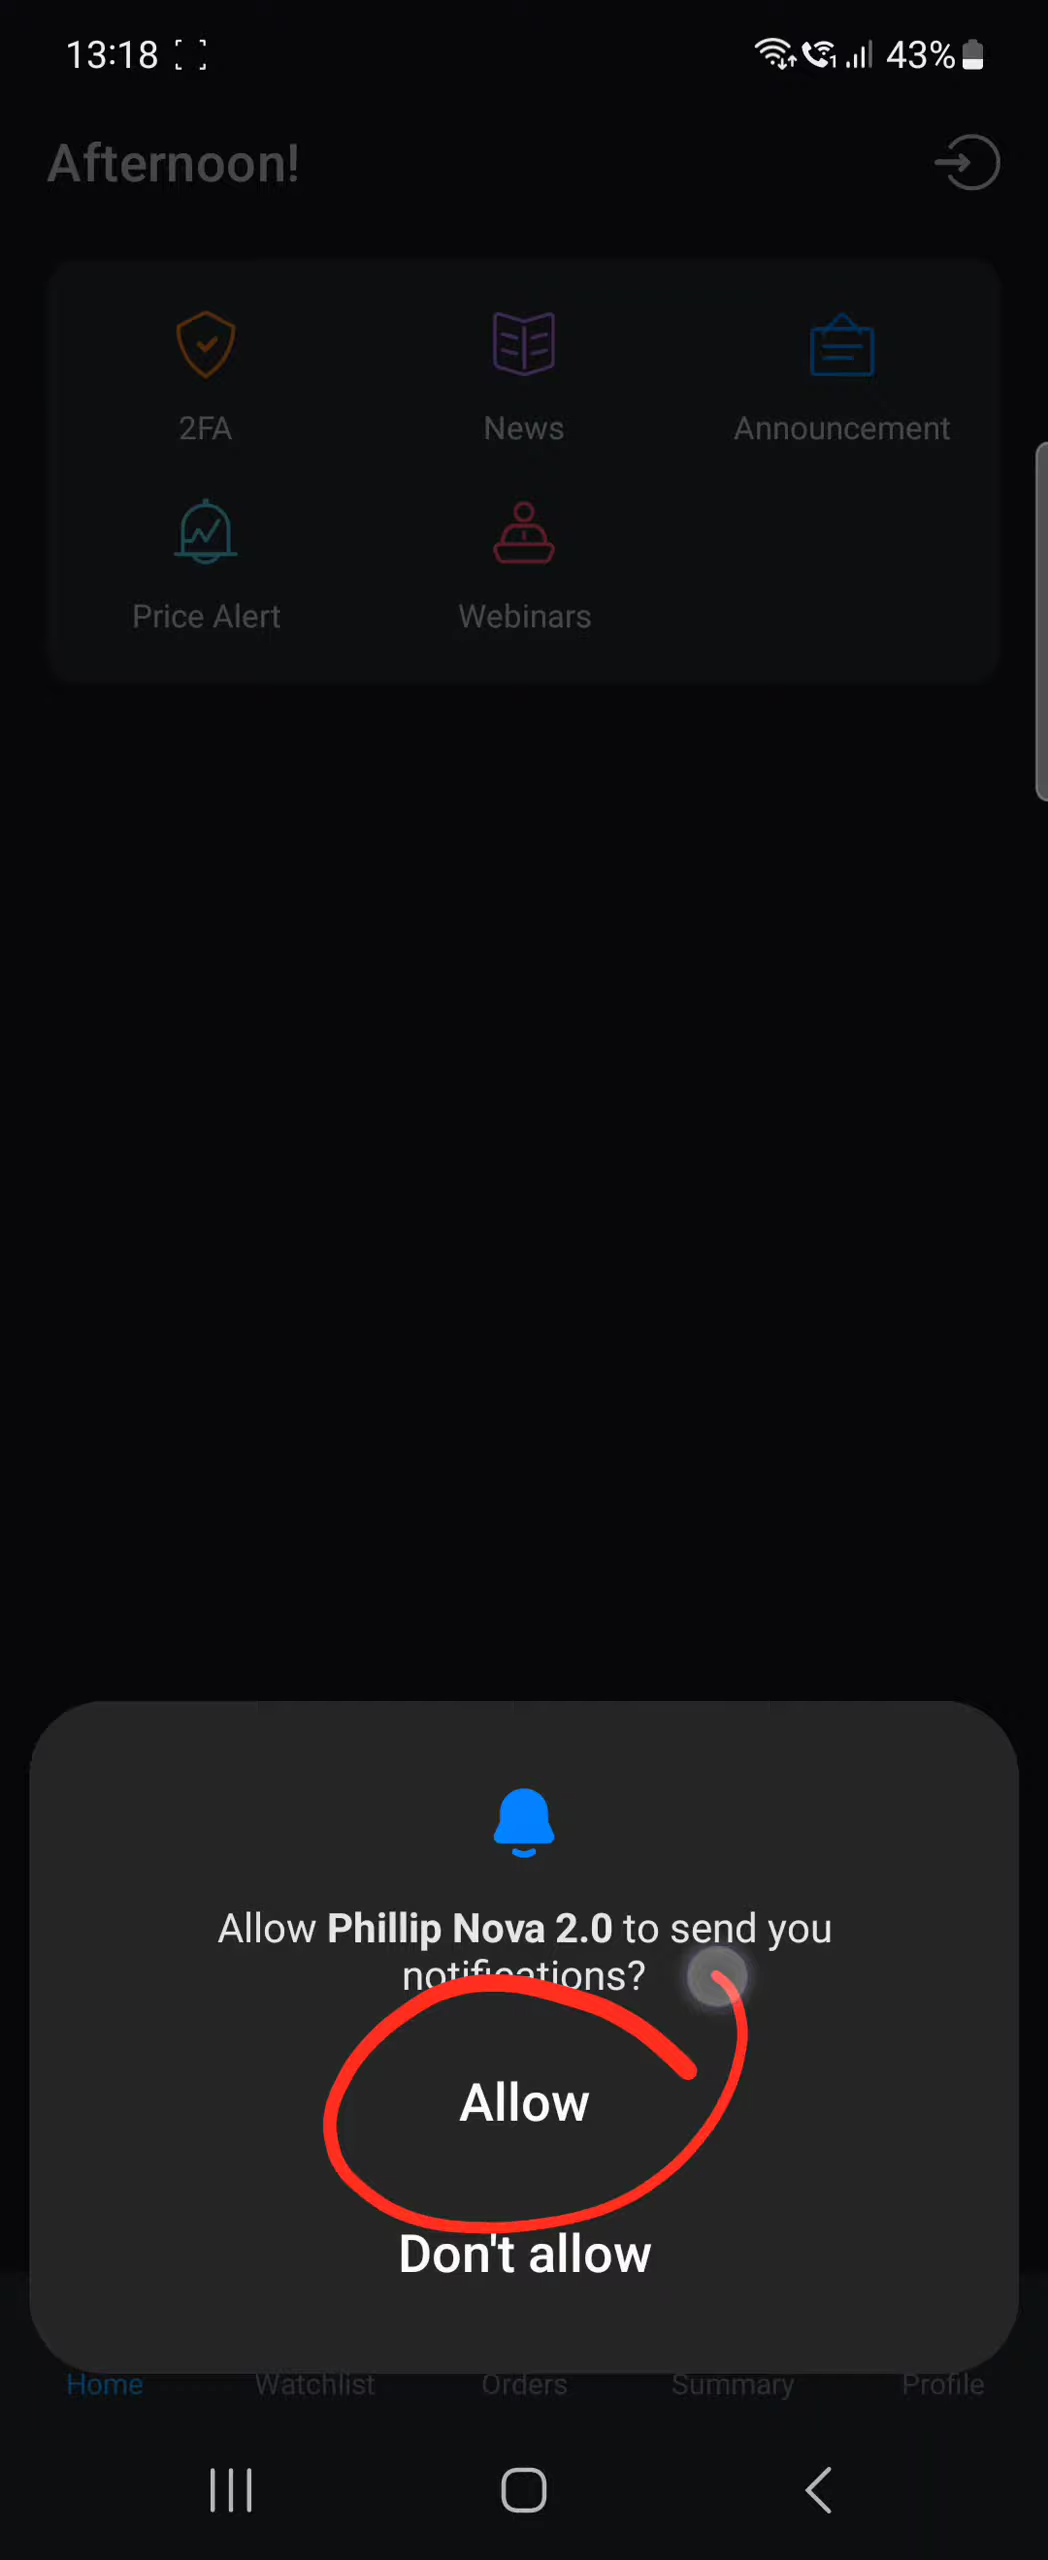 13:18
43%
Afternoon!
2FA
News
Announcement
Price Alert
Webinars
Allow Phillip Nova 2.0 to send you
notifications?
Allow
Don't allow
Home
Watchlist
Orders
Summary
Profile